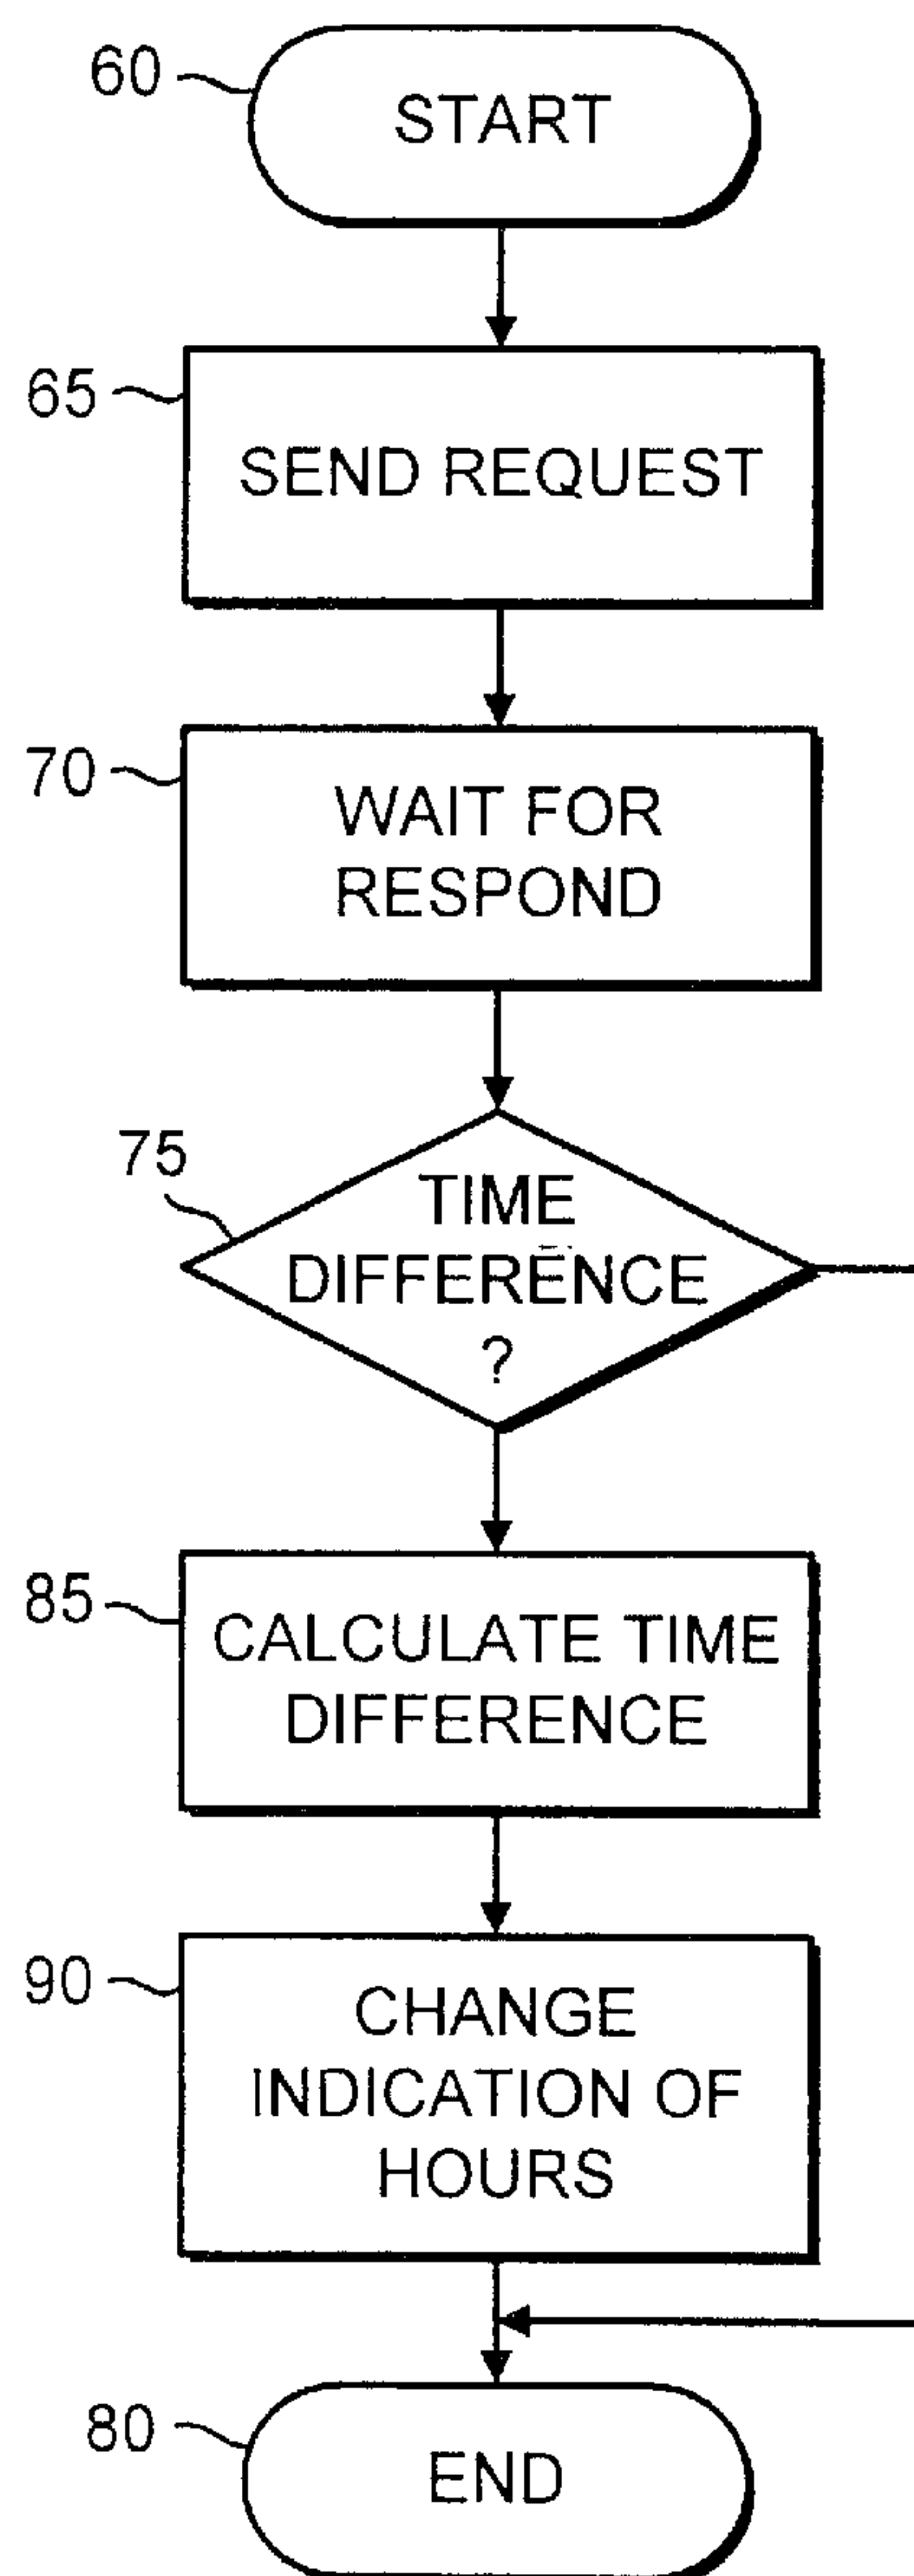 60
START
65
SEND REQUEST
70
WAIT FOR
RESPOND
75
TIME
DIFFERENCE
?
85
CALCULATE TIME
DIFFERENCE
90
CHANGE
INDICATION OF
HOURS
80
END